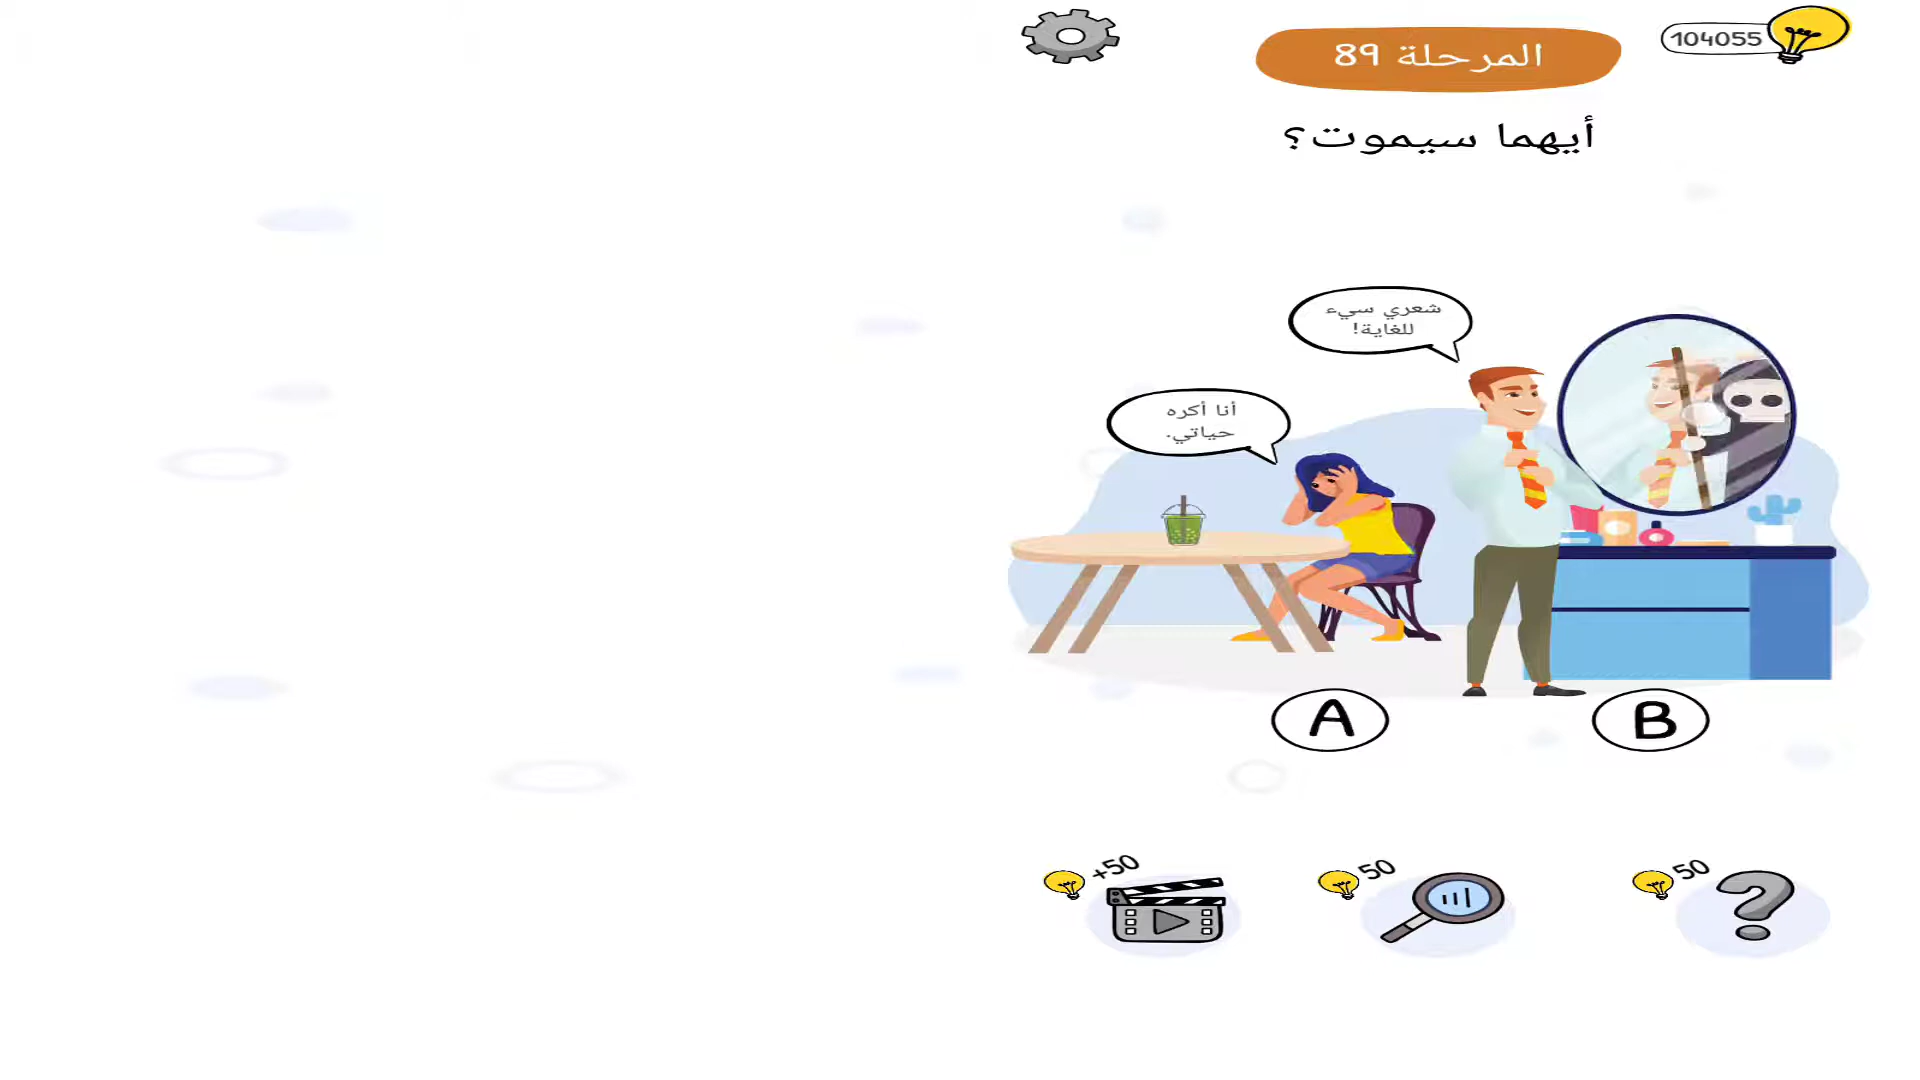 104055
المرحلة 89
أيهما سيموت؟
شعري سيء
للغاية!
أنا أكره
حياتي.
A
B
+50
50
50